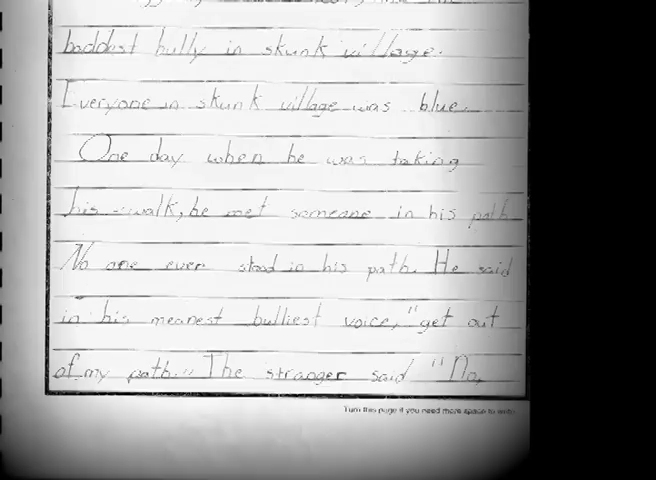 baddest bully in skunk village.
Everyone in skunk village was blue.
One day when he was taking
his walk, he met someone in his path
No one ever stood in his path. He said
in his meanest bulliest voice, "get out
of my path." The stranger said "No,
Turn this page if you need more space to write